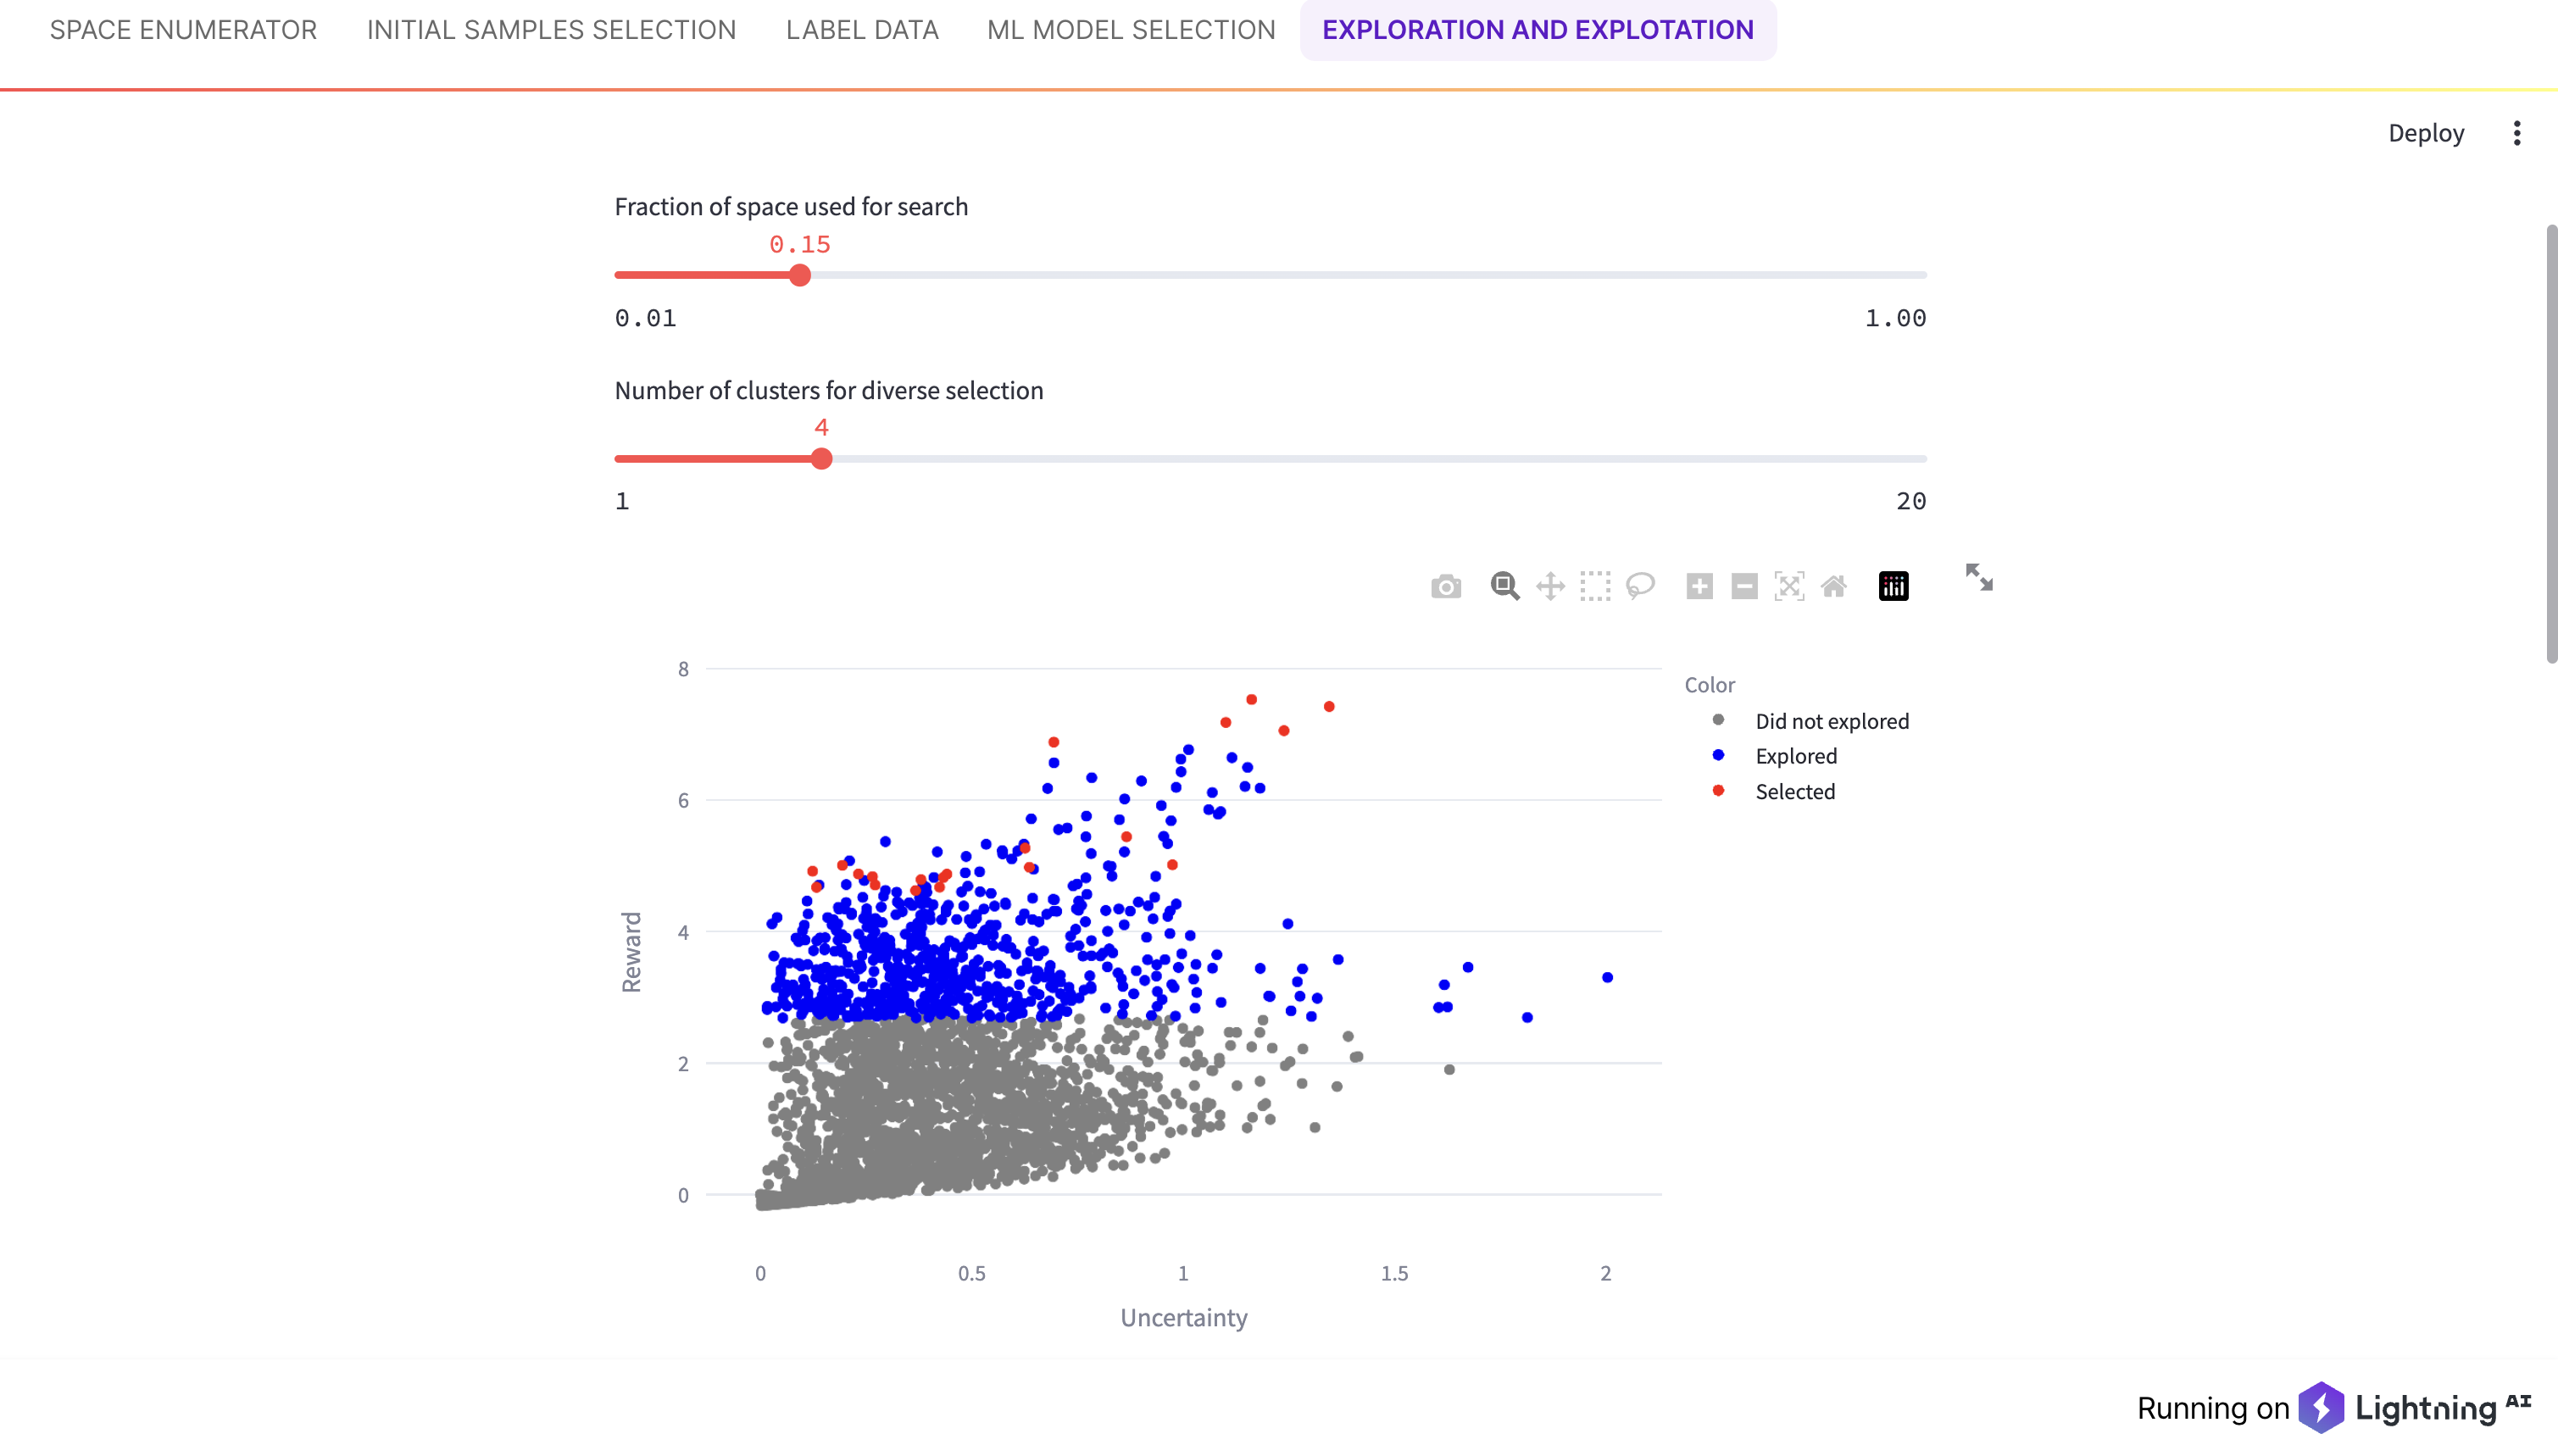 SPACE ENUMERATOR INITIAL SAMPLES SELECTION LABEL DATA ML MODEL SELECTION EXPLORATION AND EXPLOTATION
Deploy
Fraction of space used for search
0.15
0.01 1.00
Number of clusters for diverse selection
4
1 20
8
6
4
2
0
Reward
Color
Did not explored
Explored
Selected
0 0.5 1 1.5 2
Uncertainty
Running on Lightning AI